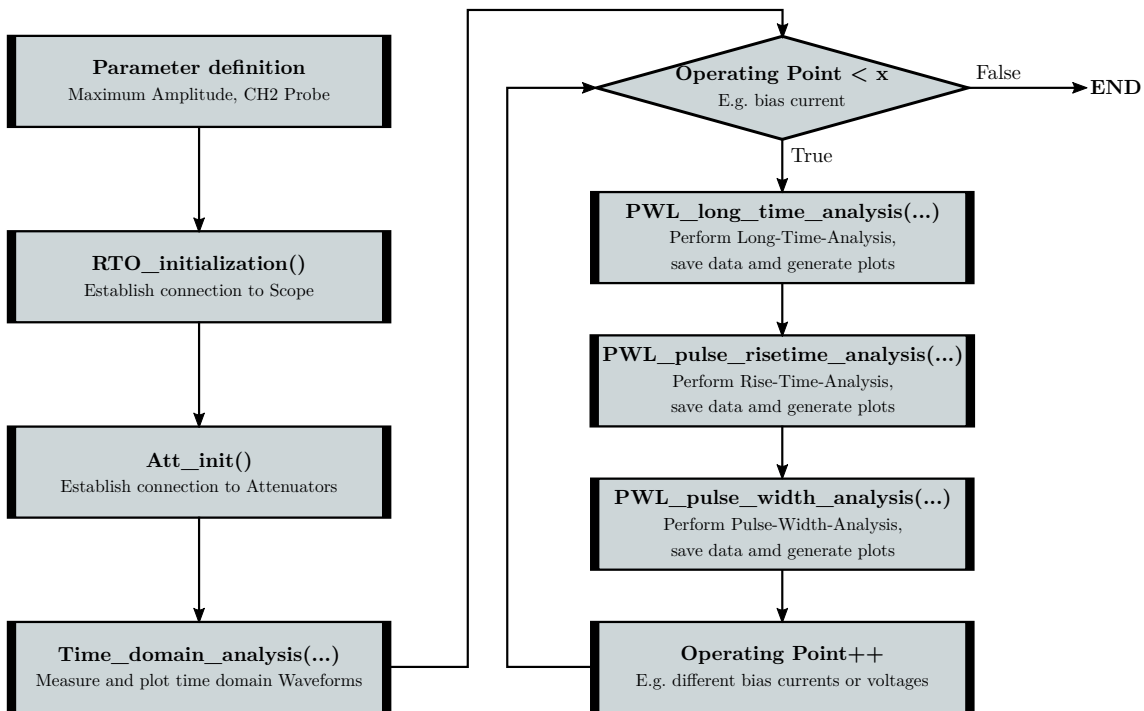 Parameter definition
Maximum Amplitude, CH2 Probe
RTO_initialization()
Establish connection to Scope
Att_init()
Establish connection to Attenuators
Time_domain_analysis(...)
Measure and plot time domain Waveforms
Operating Point < x
E.g. bias current
False
END
True
PWL_long_time_analysis(...)
Perform Long-Time-Analysis,
save data amd generate plots
PWL_pulse_risetime_analysis(...)
Perform Rise-Time-Analysis,
save data amd generate plots
PWL_pulse_width_analysis(...)
Perform Pulse-Width-Analysis,
save data amd generate plots
Operating Point++
E.g. different bias currents or voltages